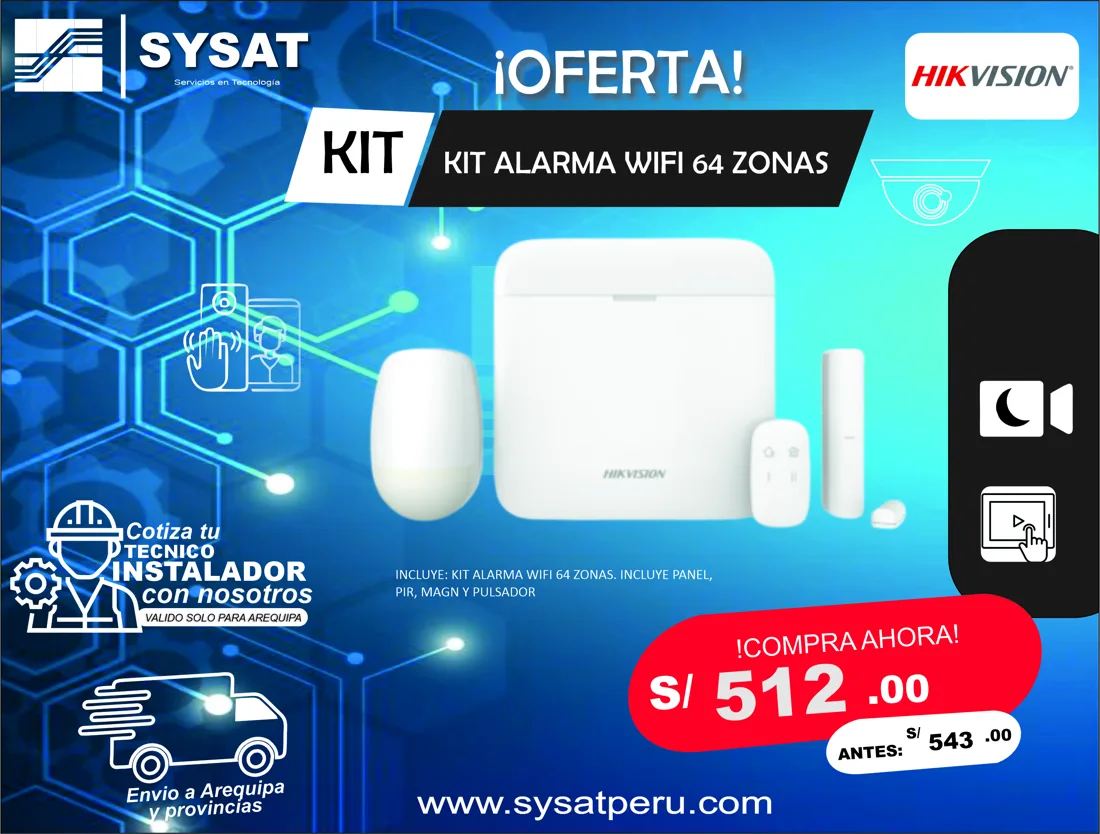 SYSAT
Servicios en Tecnología
¡OFERTA!
HIKVISION®
KIT
KIT ALARMA WIFI 64 ZONAS
HIKVISION
Cotiza tu
TECNICO
INSTALADOR
con nosotros
VALIDO SOLO PARA AREQUIPA
INCLUYE: KIT ALARMA WIFI 64 ZONAS. INCLUYE PANEL,
PIR, MAGN Y PULSADOR
!COMPRA AHORA!
S/ 512 .00
ANTES: S/ 543 .00
Envio a Arequipa
y provincias
www.sysatperu.com